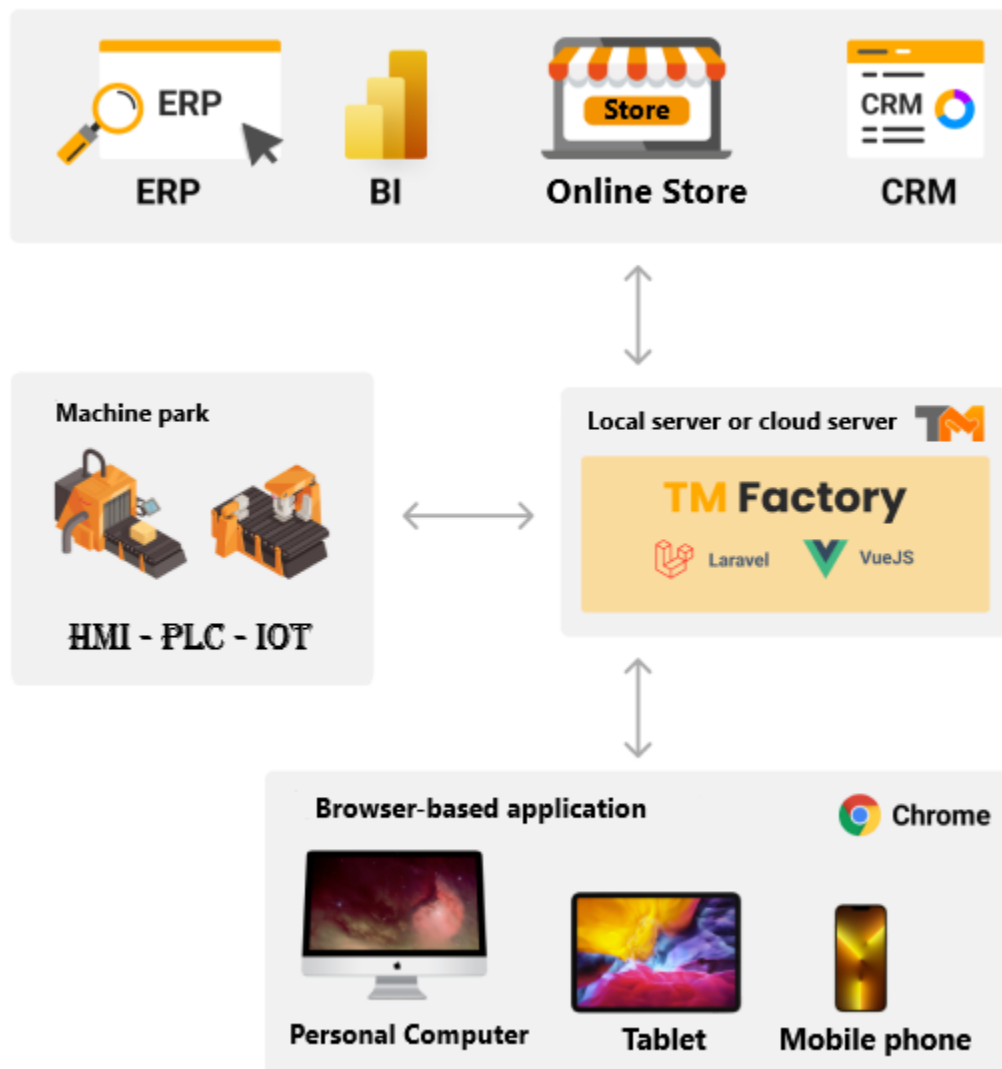 ERP
Store
CRM
ERP
BI
Online Store
CRM
Machine park
HMI - PLC - IOT
Local server or cloud server
TM
TM Factory
Laravel
VueJS
Browser-based application
Chrome
Personal Computer
Tablet
Mobile phone